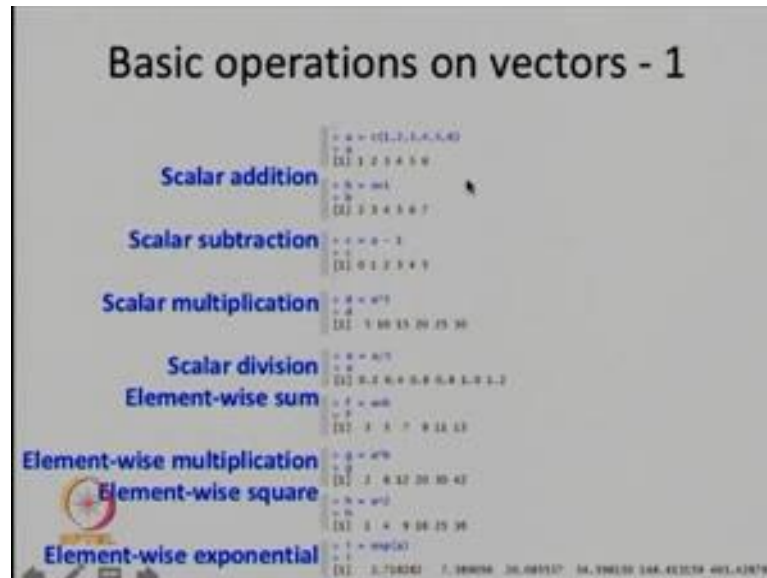 Basic operations on vectors - 1
> a = c(1,2,3,4,5,6)
> a
[1] 1 2 3 4 5 6
Scalar addition
> b = a+1
> b
[1] 2 3 4 5 6 7
Scalar subtraction
> c = a - 1
> c
[1] 0 1 2 3 4 5
Scalar multiplication
> d = a*5
> d
[1] 5 10 15 20 25 30
Scalar division
> e = a/5
> e
[1] 0.2 0.4 0.6 0.8 1.0 1.2
Element-wise sum
> f = a+b
> f
[1] 3 5 7 9 11 13
Element-wise multiplication
> g = a*b
> g
[1] 2 6 12 20 30 42
Element-wise square
> h = a^2
> h
[1] 1 4 9 16 25 36
Element-wise exponential
> i = exp(a)
> i
[1] 2.718282 7.389056 20.085537 54.598150 148.413159 403.42879
NPTEL